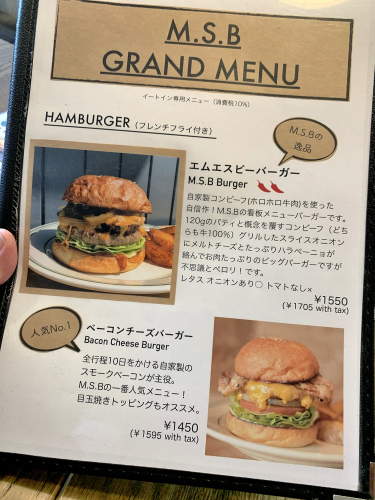 M.S.B
GRAND MENU
イートイン専用メニュー（消費税10%）
HAMBURGER（フレンチフライ付き）
M.S.Bの
逸品
エムエスビーバーガー
M.S.B Burger
自家製コンビーフ(ホロホロ牛肉)を使った
自信作！M.S.Bの看板メニューバーガーです。
120gのパティと概念を覆すコンビーフ（どち
らも牛100%）グリルしたスライスオニオン
にメルトチーズとたっぷりハラペーニョが
絡んでお肉たっぷりのビッグバーガーですが
不思議とペロリ！です。
レタス オニオンあり○ トマトなし×
¥1550
(¥1705 with tax)
人気No.1
ベーコンチーズバーガー
Bacon Cheese Burger
全行程10日をかける自家製の
スモークベーコンが主役。
M.S.Bの一番人気メニュー！
目玉焼きトッピングもオススメ。
¥1450
(¥1595 with tax)